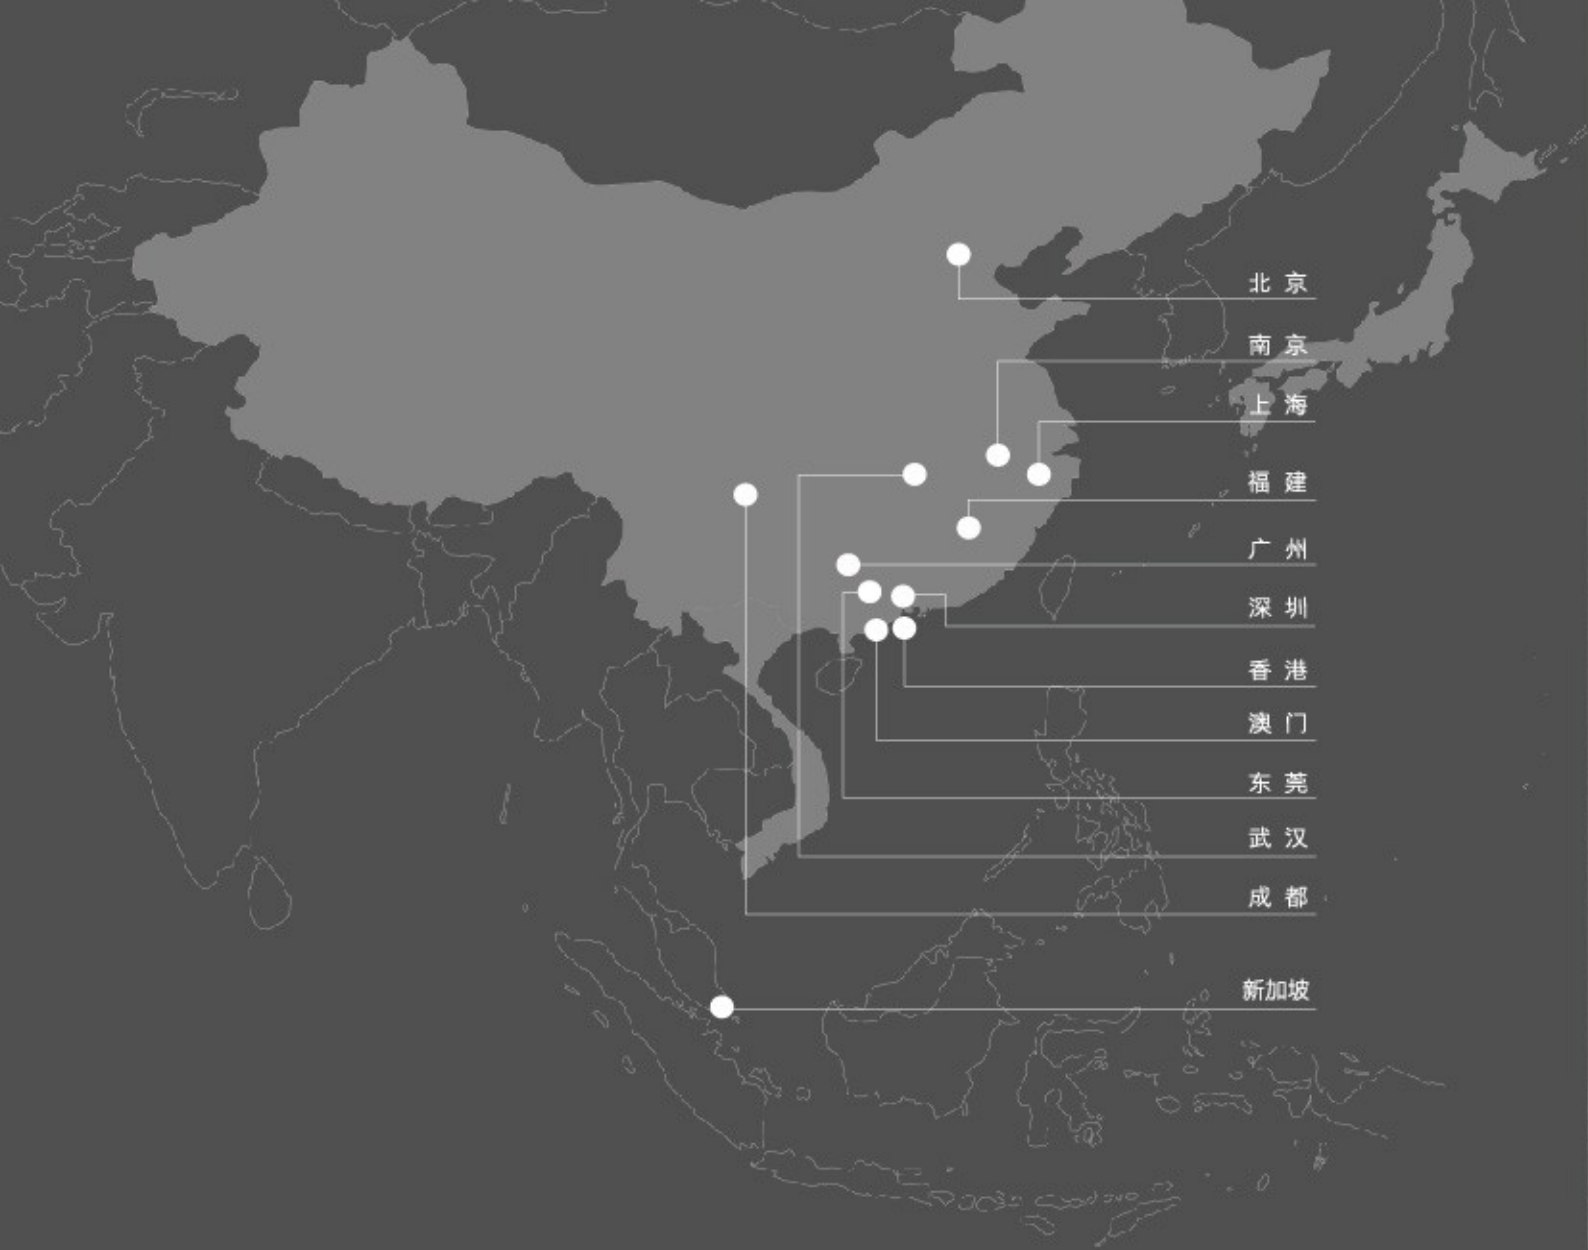 北京
南京
上海
福建
广州
深圳
香港
澳门
东莞
武汉
成都
新加坡